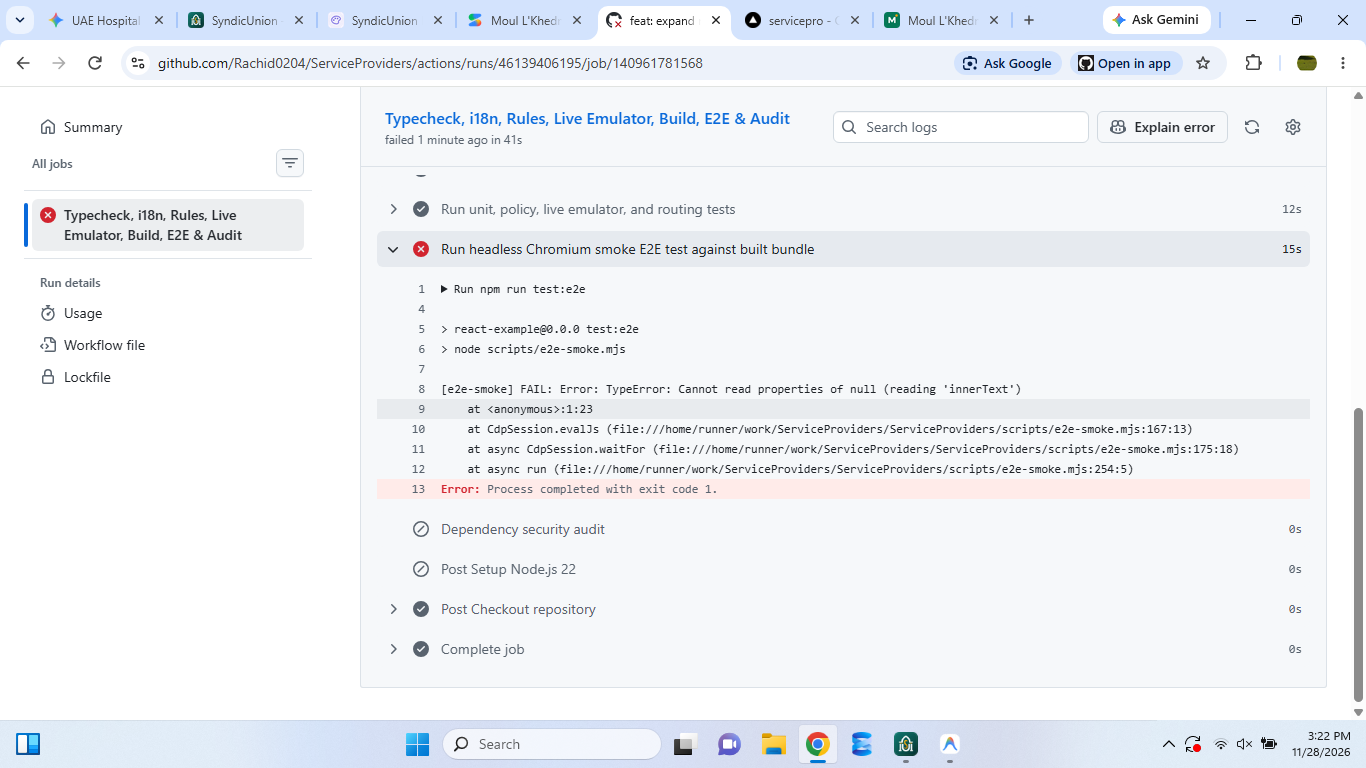 UAE Hospital
SyndicUnion
SyndicUnion
Moul L'Khed
feat: expand
servicepro - C
Moul L'Khed
Ask Gemini
github.com/Rachid0204/ServiceProviders/actions/runs/46139406195/job/140961781568
Ask Google
Open in app
Summary
All jobs
Typecheck, i18n, Rules, Live
Emulator, Build, E2E & Audit
Run details
Usage
Workflow file
Lockfile
Typecheck, i18n, Rules, Live Emulator, Build, E2E & Audit
failed 1 minute ago in 41s
Search logs
Explain error
Run unit, policy, live emulator, and routing tests
12s
Run headless Chromium smoke E2E test against built bundle
15s
1 ▶ Run npm run test:e2e
4
5 > react-example@0.0.0 test:e2e
6 > node scripts/e2e-smoke.mjs
7
8 [e2e-smoke] FAIL: Error: TypeError: Cannot read properties of null (reading 'innerText')
9 at <anonymous>:1:23
10 at CdpSession.evalJs (file:///home/runner/work/ServiceProviders/ServiceProviders/scripts/e2e-smoke.mjs:167:13)
11 at async CdpSession.waitFor (file:///home/runner/work/ServiceProviders/ServiceProviders/scripts/e2e-smoke.mjs:175:18)
12 at async run (file:///home/runner/work/ServiceProviders/ServiceProviders/scripts/e2e-smoke.mjs:254:5)
13 Error: Process completed with exit code 1.
Dependency security audit
0s
Post Setup Node.js 22
0s
Post Checkout repository
0s
Complete job
0s
Search
3:22 PM
11/28/2026